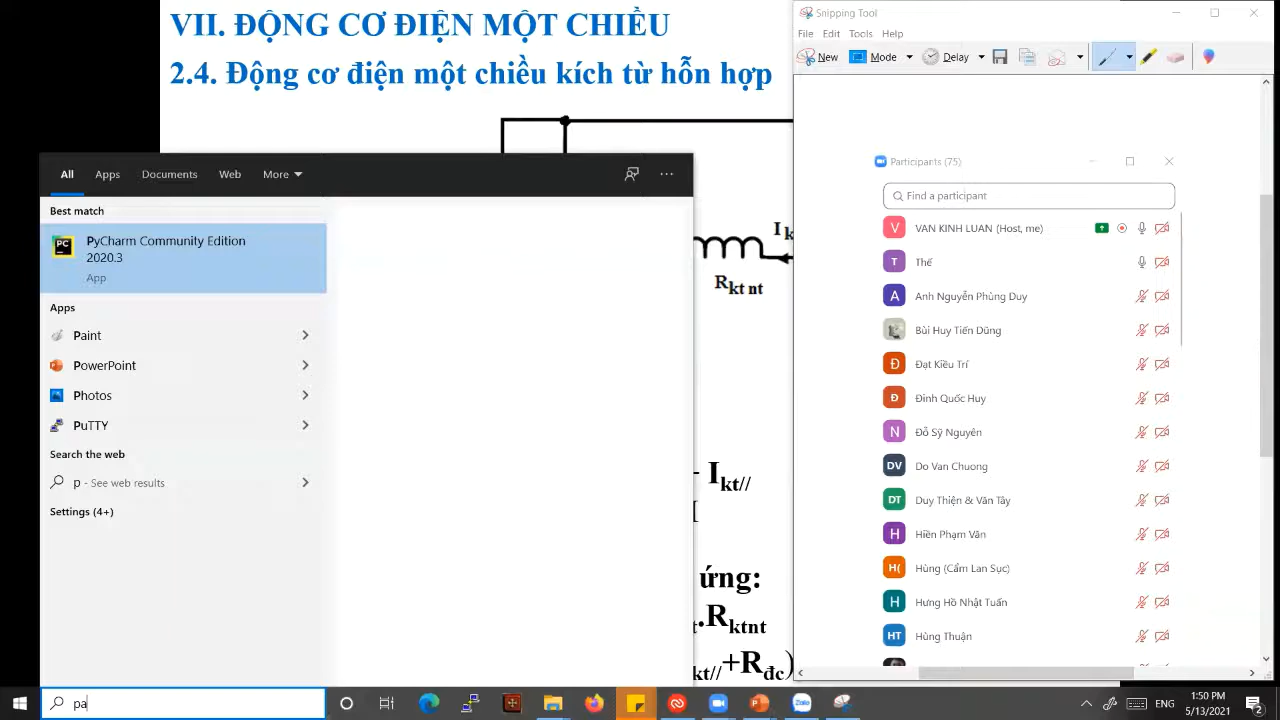 VII. ĐỘNG CƠ ĐIỆN MỘT CHIỀU
2.4. Động cơ điện một chiều kích từ hỗn hợp
R kt nt
I k
- I kt//
ứng:
.R ktnt
kt// +R đc)
All
Apps
Documents
Web
More
Best match
PyCharm Community Edition
2020.3
App
Apps
Paint
PowerPoint
Photos
PuTTY
Search the web
p - See web results
Settings (4+)
pa
Snipping Tool
File Edit Tools Help
New Mode Delay
Participants (75)
Find a participant
V VAN KINH LUAN (Host, me)
T Thế
A Anh Nguyễn Phùng Duy
Bùi Huy Tiến Dũng
Đ Đạt Kiều Trí
Đ Đinh Quốc Huy
N Đỗ Sỹ Nguyên
DV Do Van Chuong
DT Duy Thiện & Văn Tây
H Hiền Phạm Văn
H( Hùng (Cẩm Lan Sục)
H Hưng Hồ Nhật Tuấn
HT Hùng Thuận
Zalo
ENG
1:50 PM
5/13/2021
2